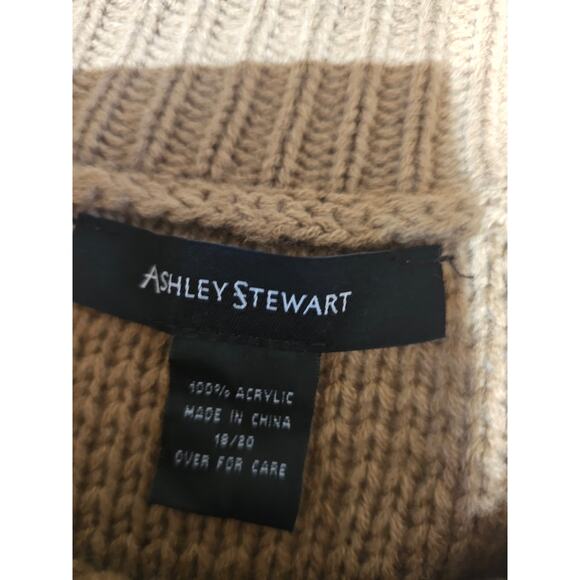 ASHLEY STEWART
100% ACRYLIC
MADE IN CHINA
18/20
OVER FOR CARE